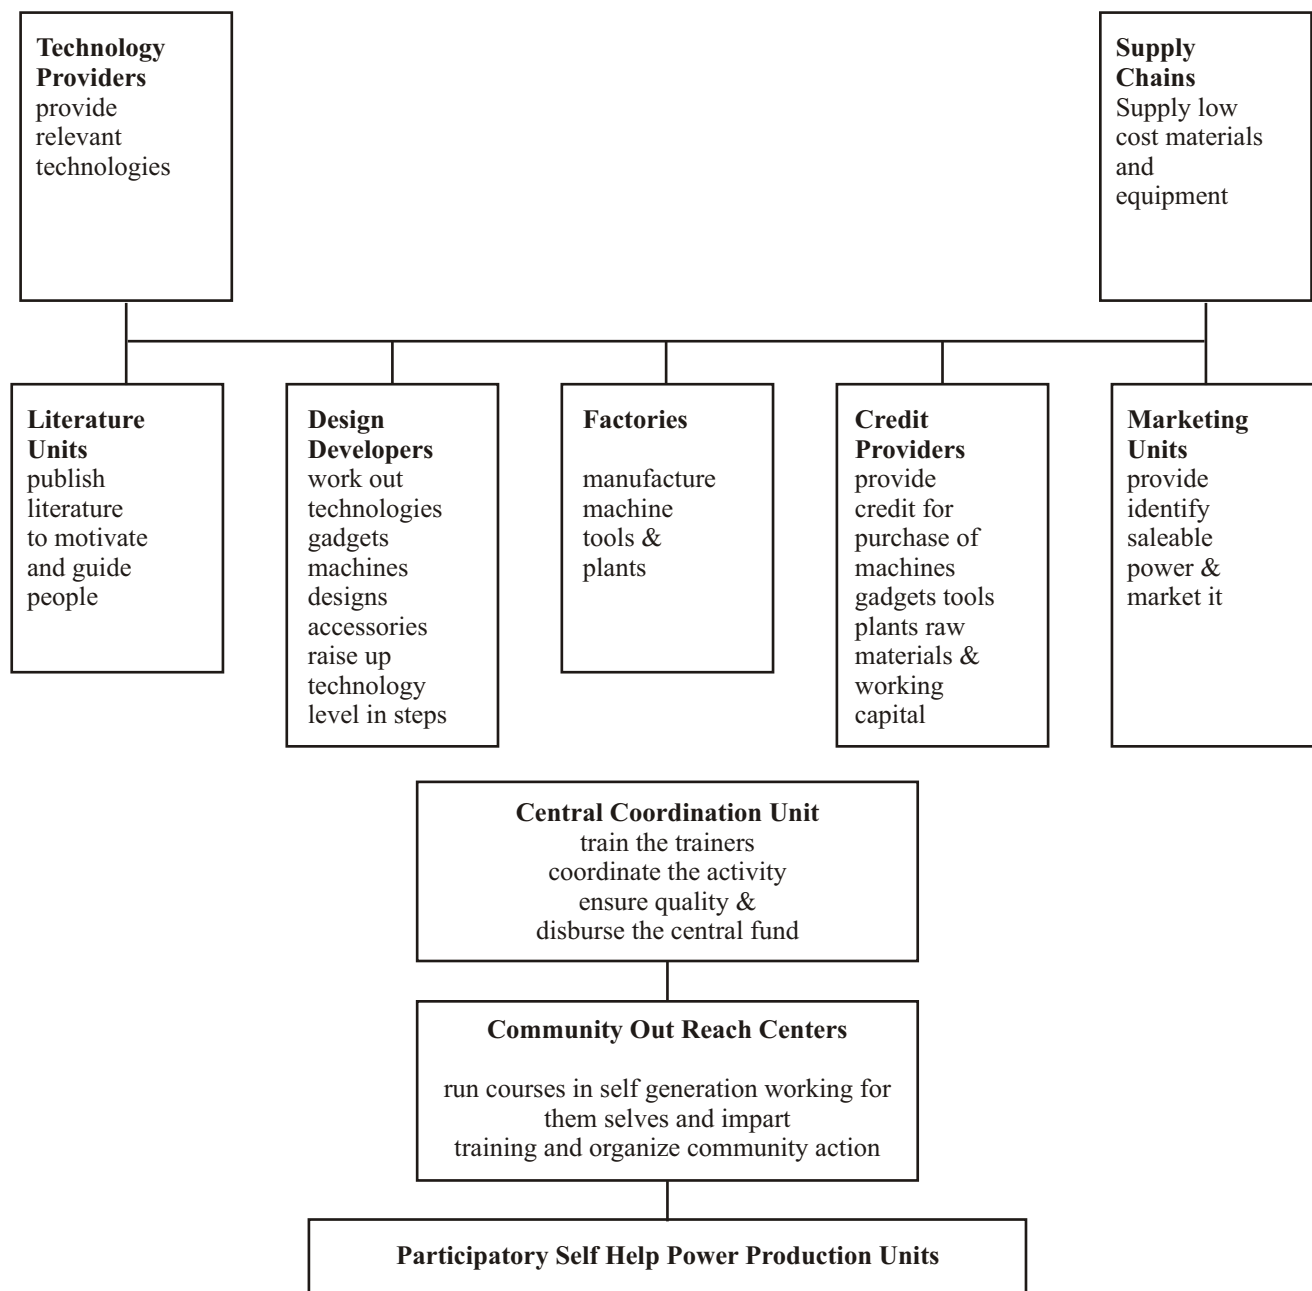 Technology
Providers
provide
relevant
technologies
Supply
Chains
Supply low
cost materials
and
equipment
Literature
Units
publish
literature
to motivate
and guide
people
Design
Developers
work out
technologies
gadgets
machines
designs
accessories
raise up
technology
level in steps
Factories
manufacture
machine
tools &
plants
Credit
Providers
provide
credit for
purchase of
machines
gadgets tools
plants raw
materials &
working
capital
Marketing
Units
provide
identify
saleable
power &
market it
Central Coordination Unit
train the trainers
coordinate the activity
ensure quality &
disburse the central fund
Community Out Reach Centers
run courses in self generation working for
them selves and impart
training and organize community action
Participatory Self Help Power Production Units